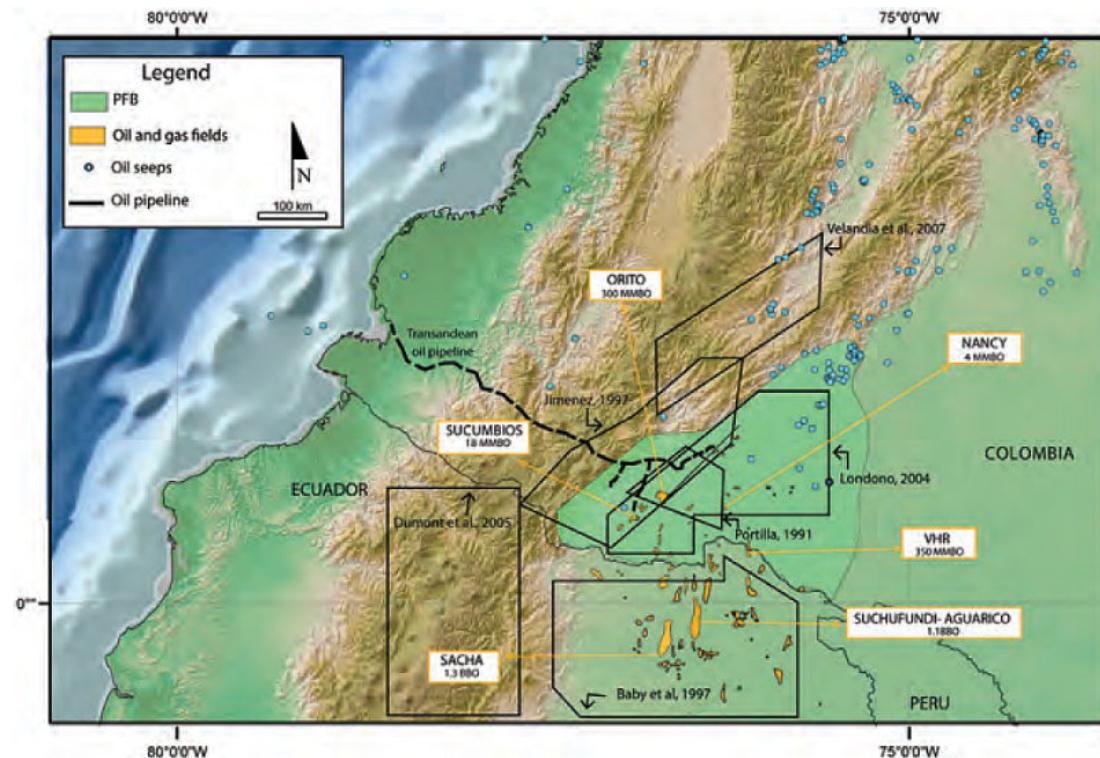 80°0'0"W
75°0'0"W
Legend
PFB
Oil and gas fields
Oil seeps
Oil pipeline
N
100 km
Velandia et al., 2007
ORITO
300 MMBO
Transandean
oil pipeline
NANCY
4 MMBO
Jimenez, 1997
SUCUMBIOS
18 MMBO
COLOMBIA
ECUADOR
Londono, 2004
Dumont et al., 2005
Portilla, 1991
VHR
350 MMBO
0°
SUCHUFUNDI- AGUARICO
1.1BBO
SACHA
1.3 BBO
Baby et al, 1997
PERU
80°0'0"W
75°0'0"W